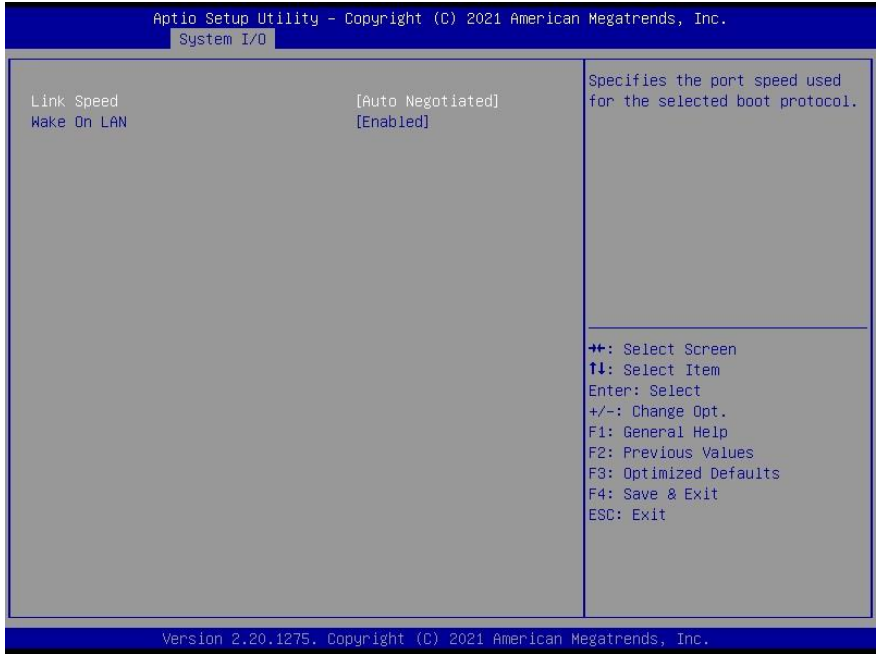 Aptio Setup Utility - Copyright (C) 2021 American Megatrends, Inc.
System I/O
Link Speed [Auto Negotiated]
Wake On LAN [Enabled]
Specifies the port speed used
for the selected boot protocol.
→←: Select Screen
↑↓: Select Item
Enter: Select
+/-: Change Opt.
F1: General Help
F2: Previous Values
F3: Optimized Defaults
F4: Save & Exit
ESC: Exit
Version 2.20.1275. Copyright (C) 2021 American Megatrends, Inc.